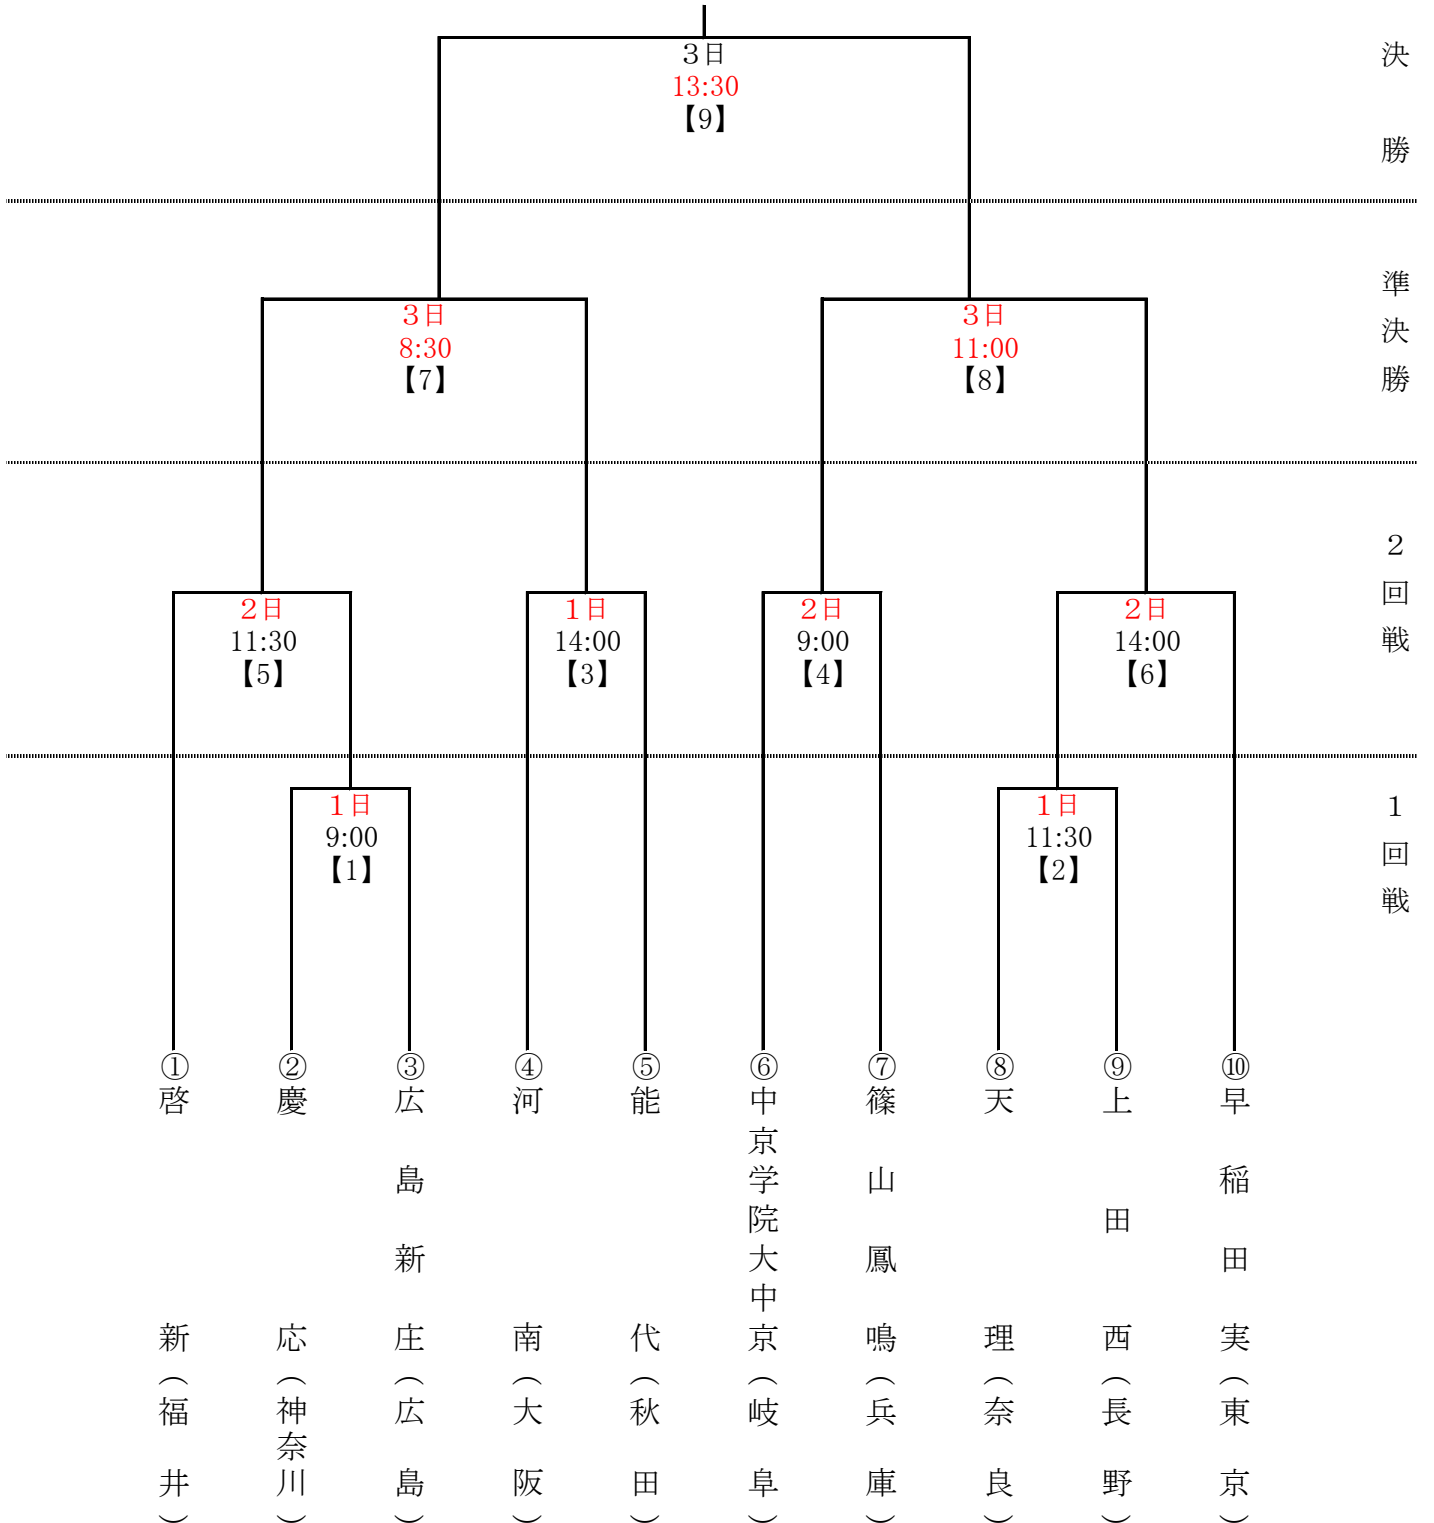 3日
13:30
【9】
決勝
3日
8:30
【7】
3日
11:00
【8】
準決勝
2日
11:30
【5】
1日
14:00
【3】
2日
9:00
【4】
2日
14:00
【6】
2回戦
1日
9:00
【1】
1日
11:30
【2】
1回戦
①啓新(福井)
②慶応(神奈川)
③広島新庄(広島)
④河南(大阪)
⑤能代(秋田)
⑥中京学院大中京(岐阜)
⑦篠山鳳鳴(兵庫)
⑧天理(奈良)
⑨上田西(長野)
⑩早稲田実(東京)